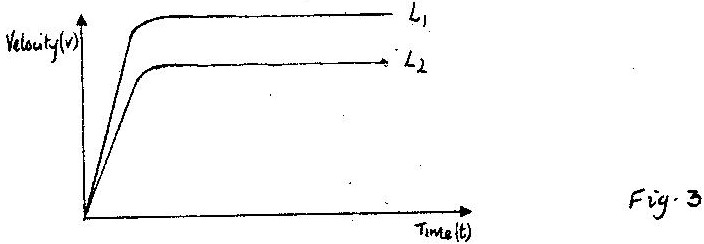 L1
Velocity(v)
L2
Fig. 3
Time(t)